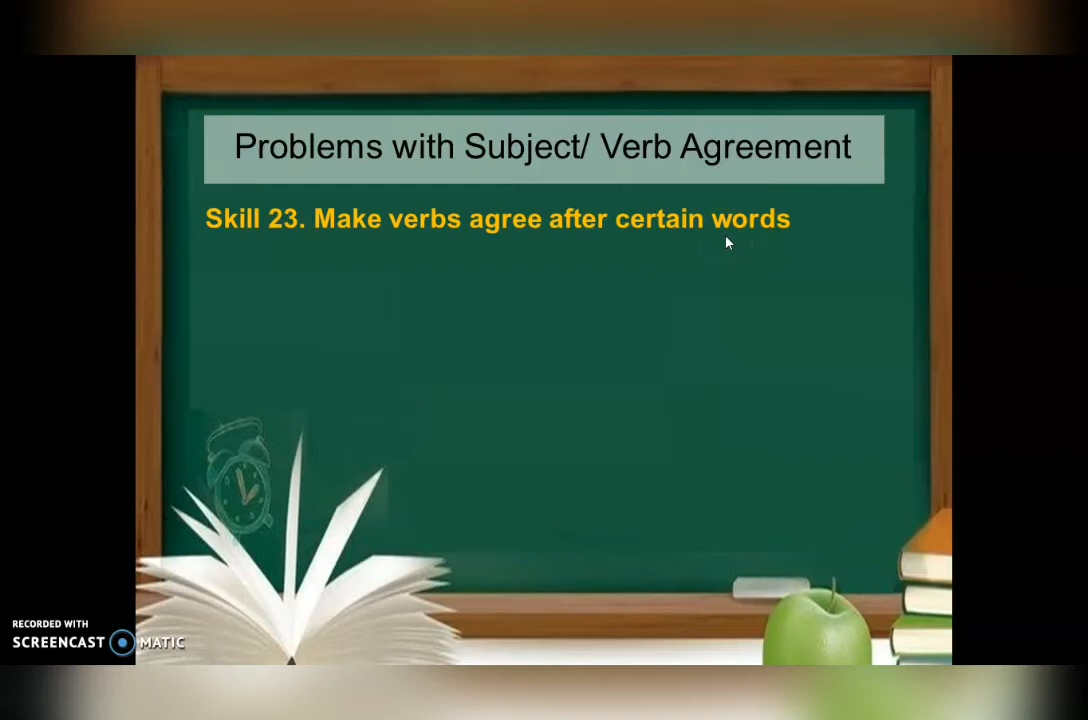 Problems with Subject/ Verb Agreement
Skill 23. Make verbs agree after certain words
RECORDED WITH
SCREENCAST MATIC